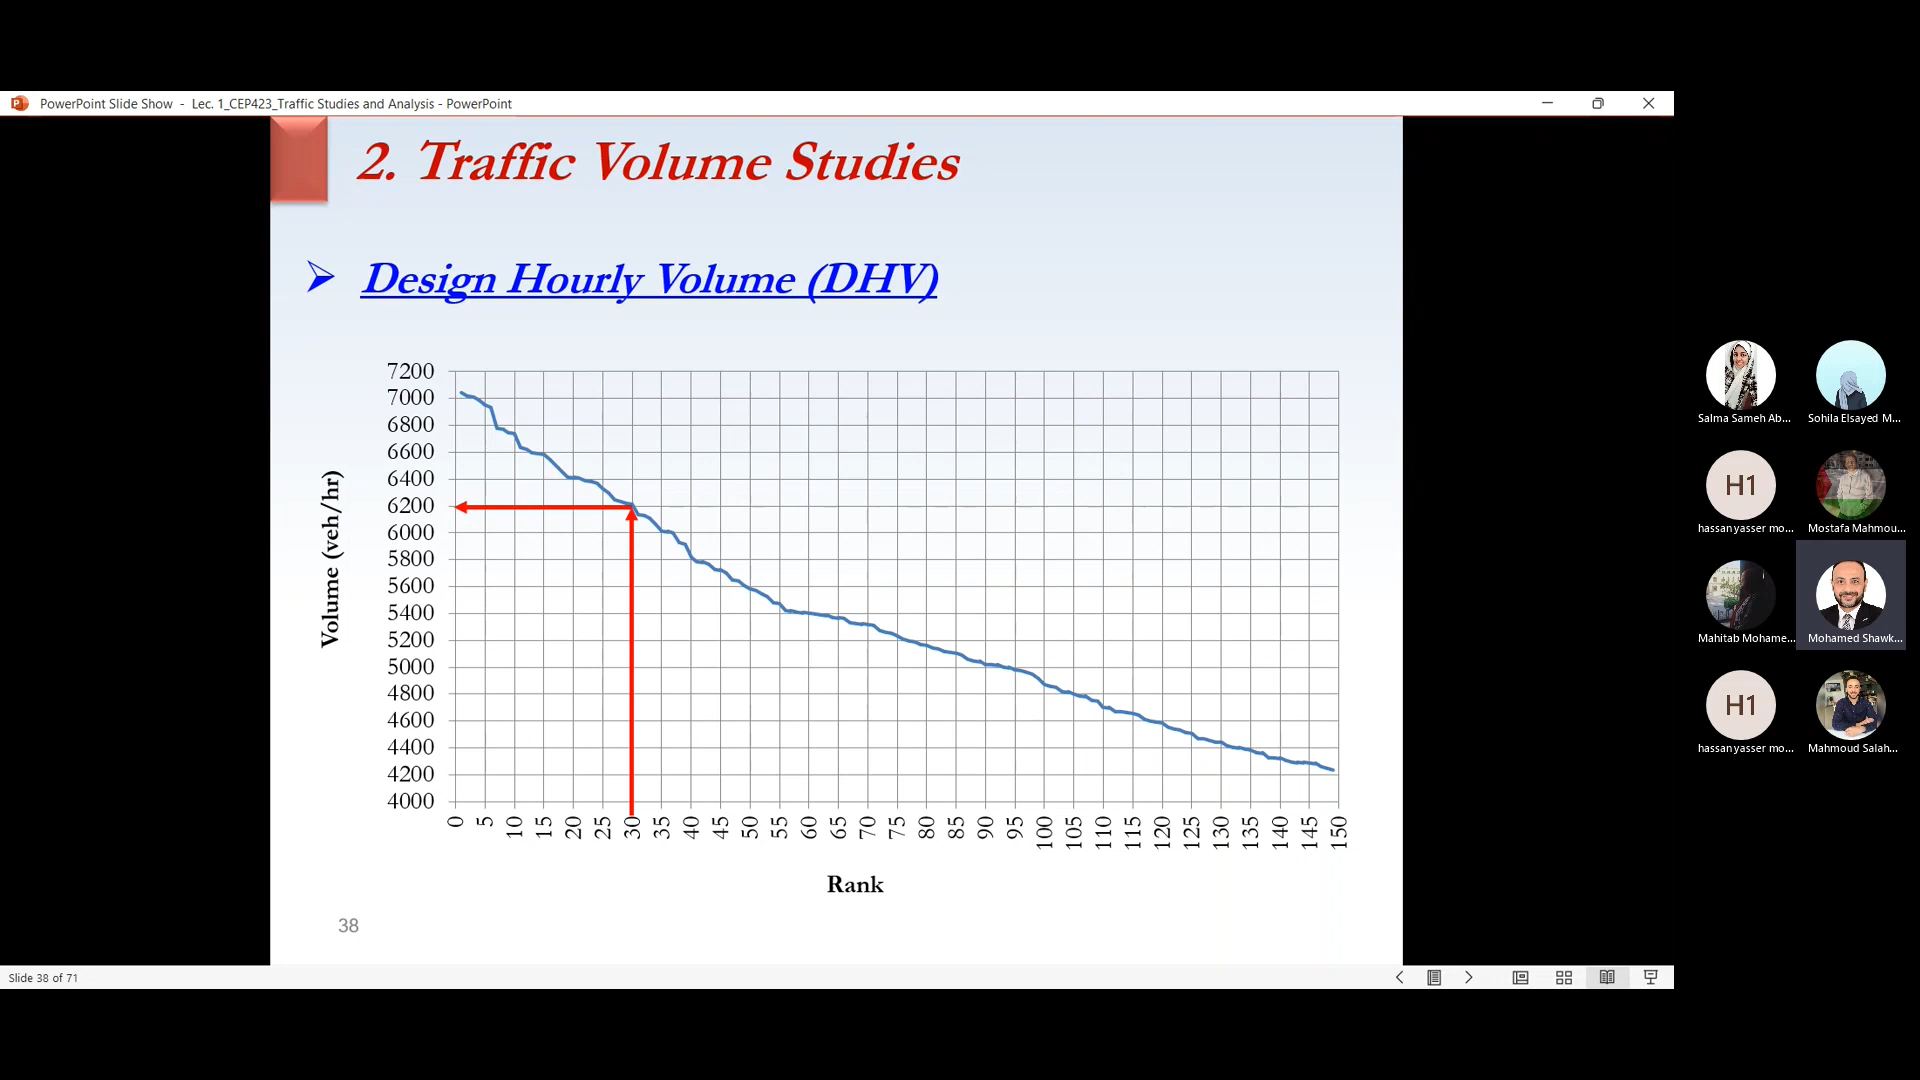 PowerPoint Slide Show - Lec. 1_CEP423_Traffic Studies and Analysis - PowerPoint
2. Traffic Volume Studies
Design Hourly Volume (DHV)
Volume (veh/hr)
7200
7000
6800
6600
6400
6200
6000
5800
5600
5400
5200
5000
4800
4600
4400
4200
4000
0 5 10 15 20 25 30 35 40 45 50 55 60 65 70 75 80 85 90 95 100 105 110 115 120 125 130 135 140 145 150
Rank
38
Slide 38 of 71
Salma Sameh Ab...
Sohila Elsayed M...
H1
hassan yasser mo...
Mostafa Mahmou...
Mahitab Mohame...
Mohamed Shawk...
H1
hassan yasser mo...
Mahmoud Salah...